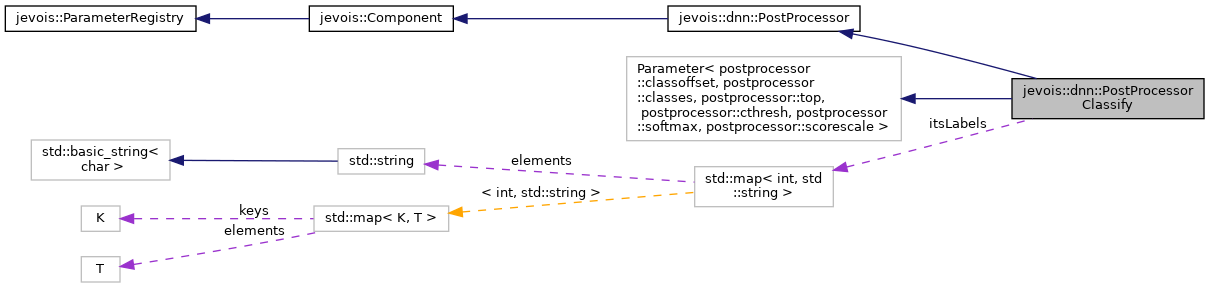 jevois::ParameterRegistry
jevois::Component
jevois::dnn::PostProcessor
Parameter< postprocessor
::classoffset, postprocessor
::classes, postprocessor::top,
postprocessor::cthresh, postprocessor
::softmax, postprocessor::scorescale >
jevois::dnn::PostProcessor
Classify
itsLabels
std::basic_string<
char >
std::string
elements
std::map< int, std
::string >
< int, std::string >
K
keys
std::map< K, T >
elements
T